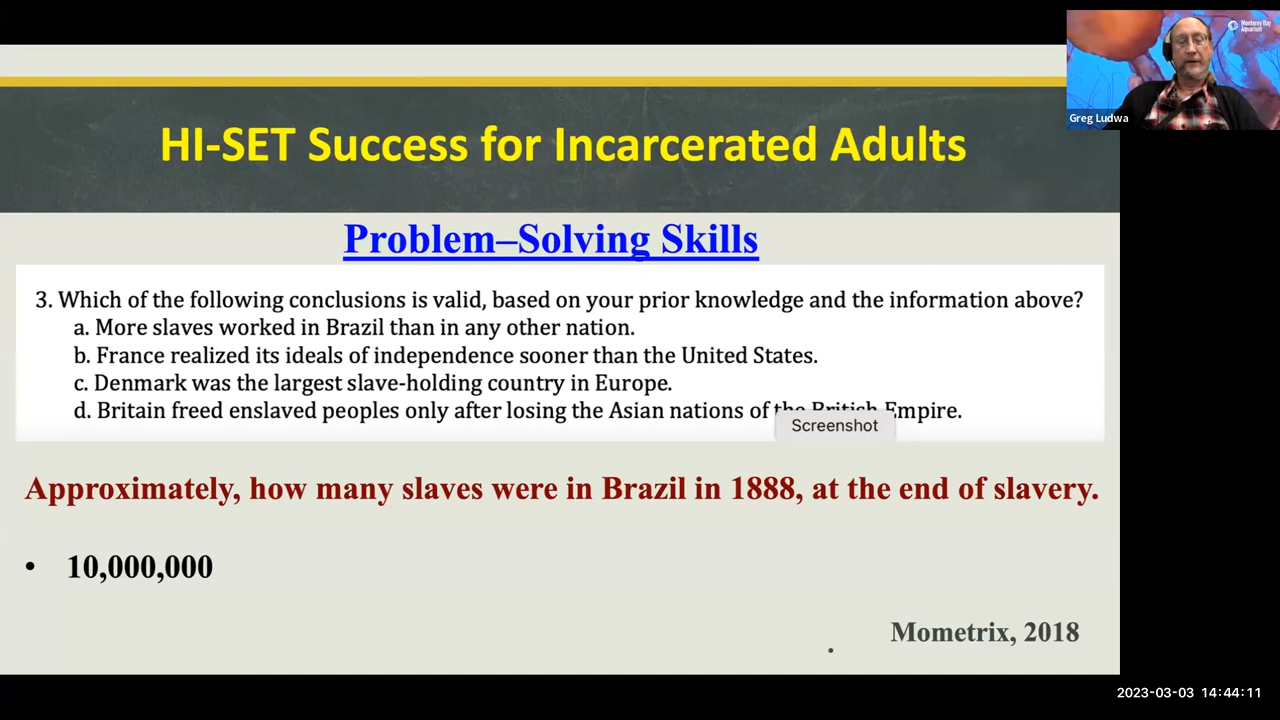 Monterey Bay
Aquarium
Greg Ludwa
HI-SET Success for Incarcerated Adults
Problem–Solving Skills
3. Which of the following conclusions is valid, based on your prior knowledge and the information above?
a. More slaves worked in Brazil than in any other nation.
b. France realized its ideals of independence sooner than the United States.
c. Denmark was the largest slave-holding country in Europe.
d. Britain freed enslaved peoples only after losing the Asian nations of the British Empire.
Screenshot
Approximately, how many slaves were in Brazil in 1888, at the end of slavery.
• 10,000,000
Mometrix, 2018
.
2023-03-03 14:44:11